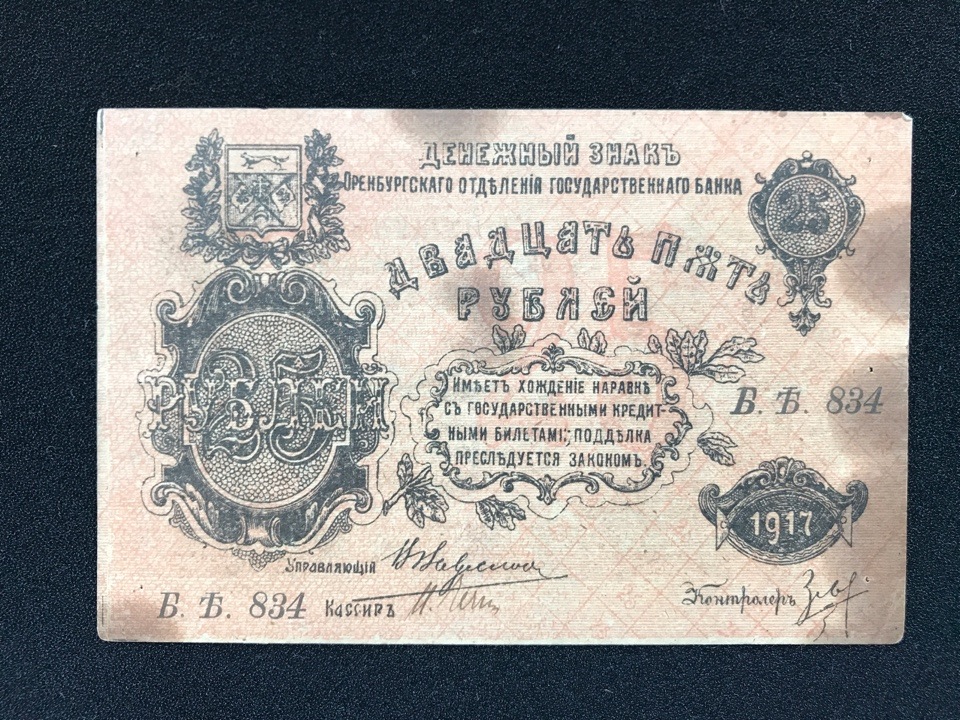 ДЕНЕЖНЫЙ ЗНАКЪ
ОРЕНБУРГСКАГО ОТДѢЛЕНІЯ ГОСУДАРСТВЕННАГО БАНКА
25
ДВАДЦАТЬ ПЯТЬ
РУБЛЕЙ
25
РУБЛЕЙ
ИМѢЕТЪ ХОЖДЕНІЕ НАРАВНѢ
СЪ ГОСУДАРСТВЕННЫМИ КРЕДИТ-
НЫМИ БИЛЕТАМИ; ПОДДѢЛКА
ПРЕСЛѢДУЕТСЯ ЗАКОНОМЪ.
Б. Ѣ. 834
1917
УПРАВЛЯЮЩІЙ
Б. Ѣ. 834
КАССИРЪ
Контролеръ